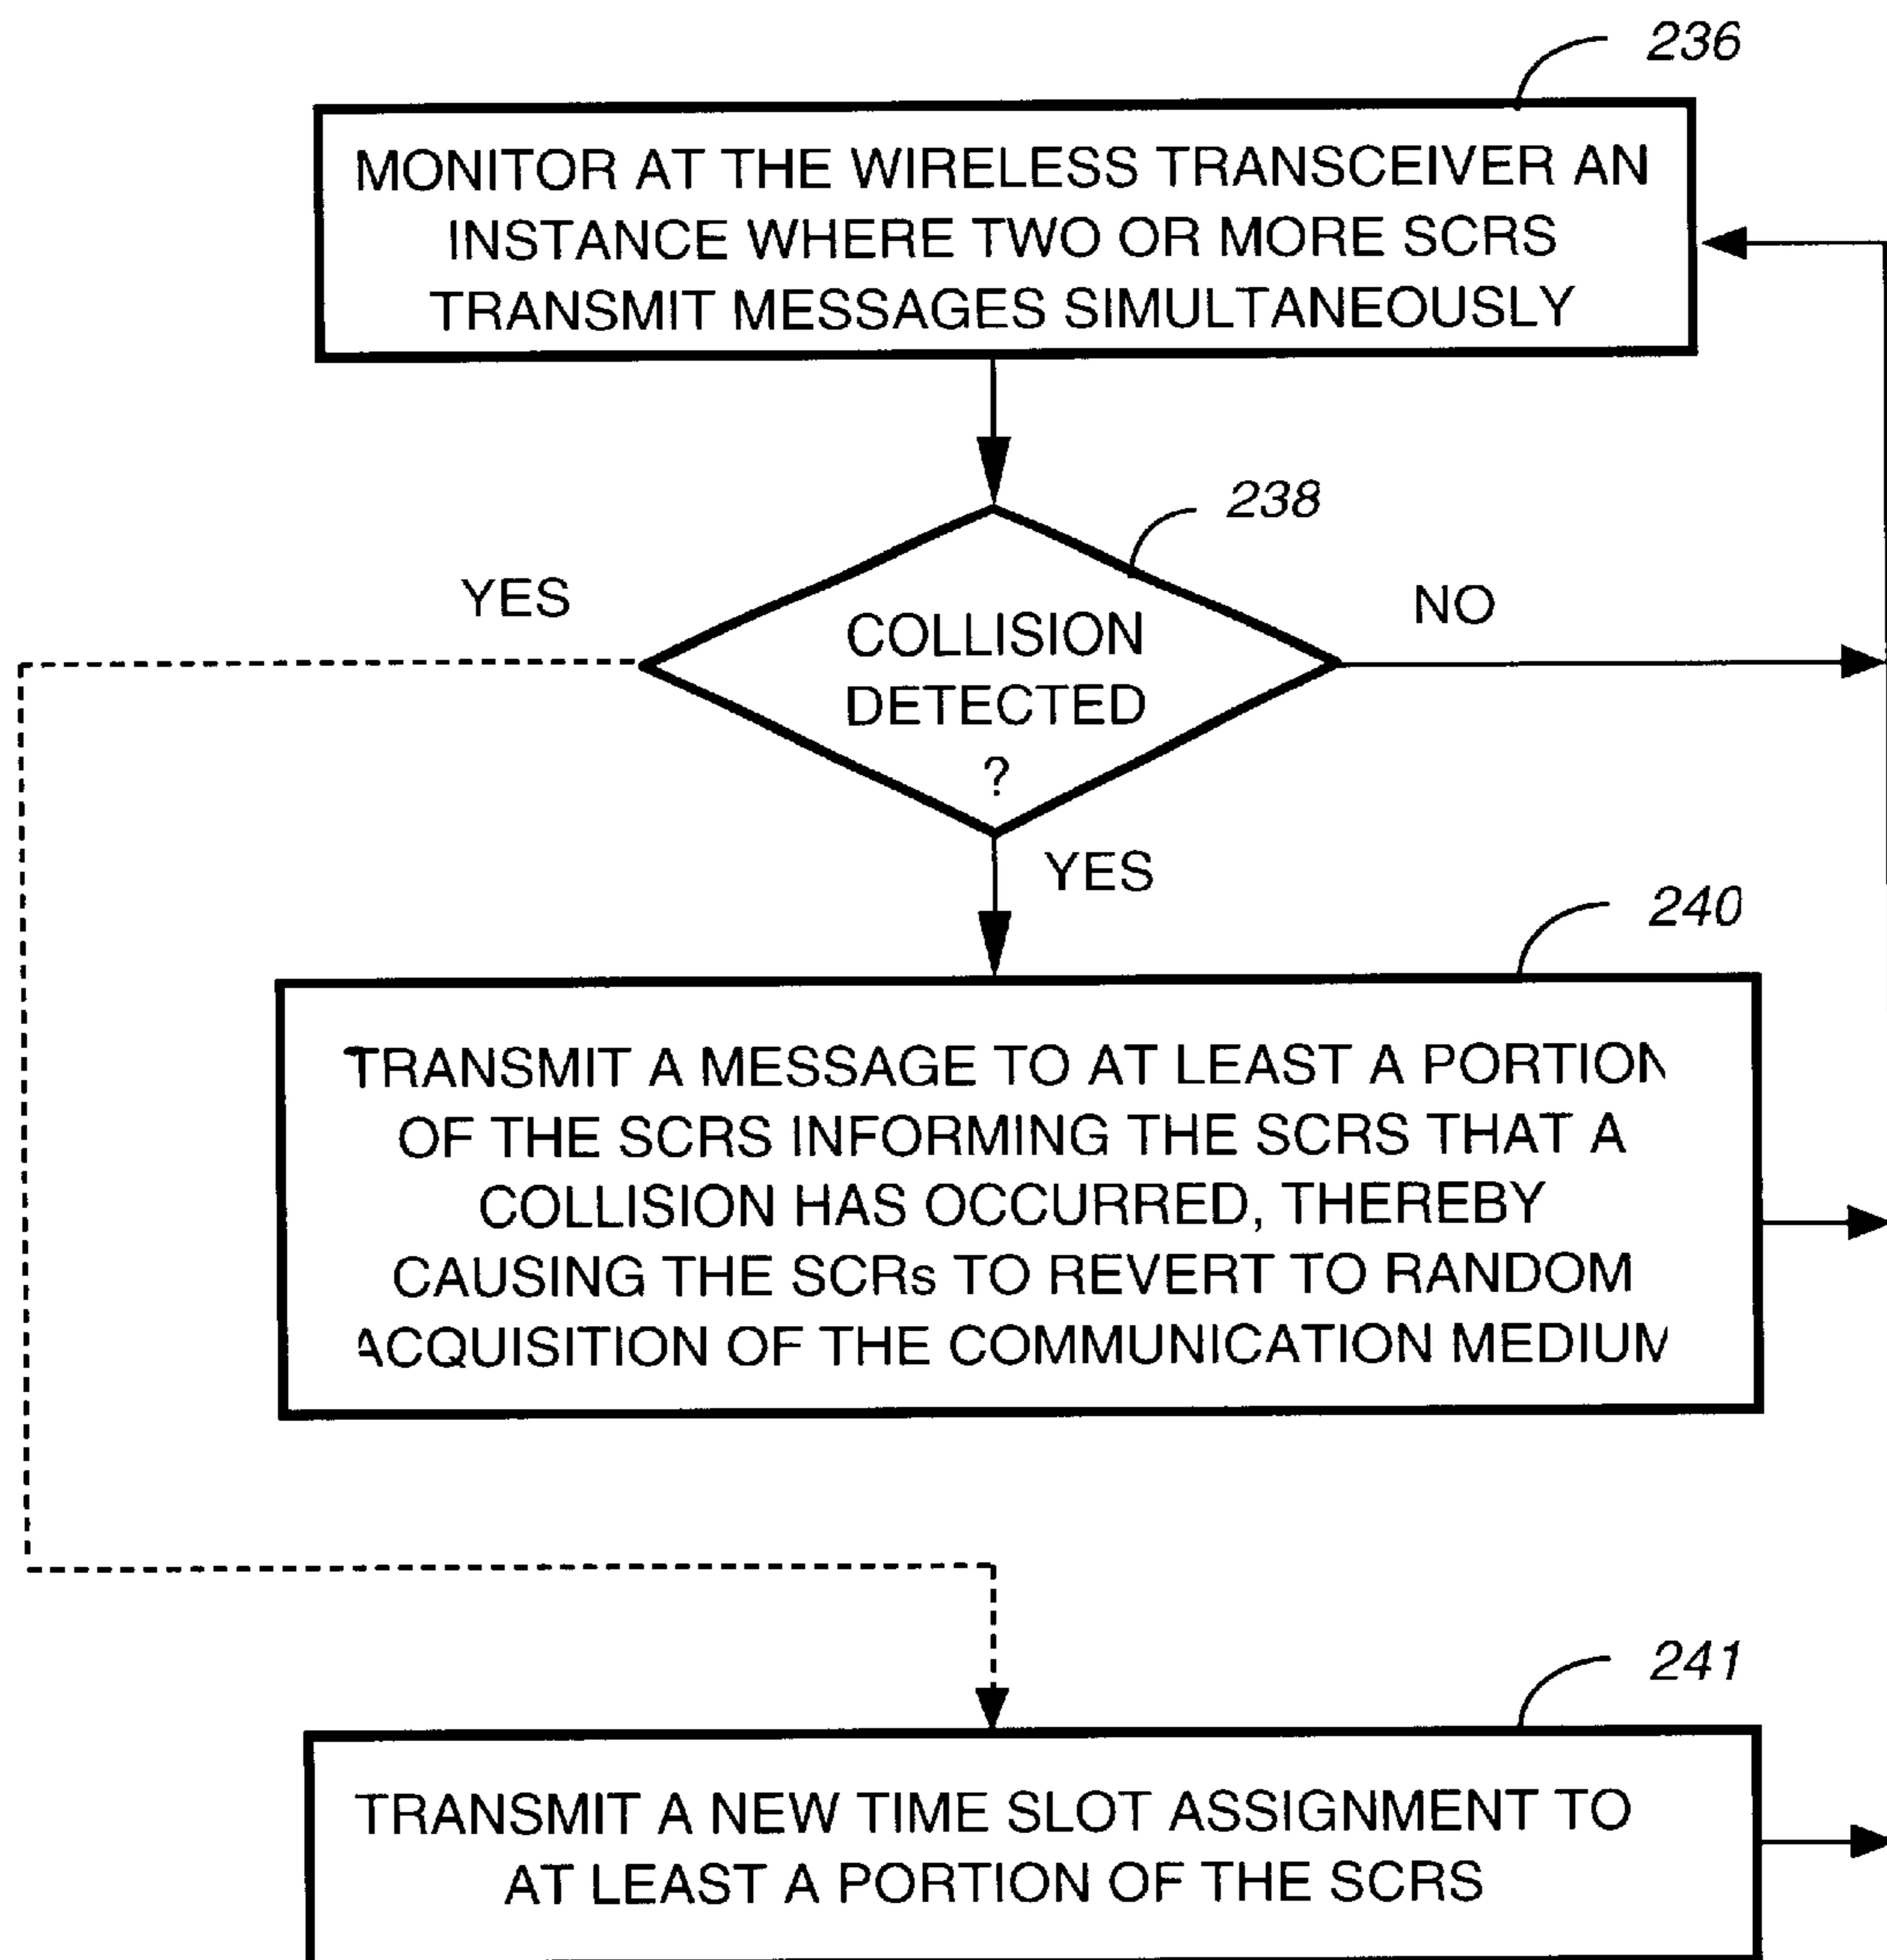 236
MONITOR AT THE WIRELESS TRANSCEIVER AN
INSTANCE WHERE TWO OR MORE SCRS
TRANSMIT MESSAGES SIMULTANEOUSLY
238
YES
NO
COLLISION
DETECTED
?
YES
240
TRANSMIT A MESSAGE TO AT LEAST A PORTION
OF THE SCRS INFORMING THE SCRS THAT A
COLLISION HAS OCCURRED, THEREBY
CAUSING THE SCRs TO REVERT TO RANDOM
ACQUISITION OF THE COMMUNICATION MEDIUM
241
TRANSMIT A NEW TIME SLOT ASSIGNMENT TO
AT LEAST A PORTION OF THE SCRS